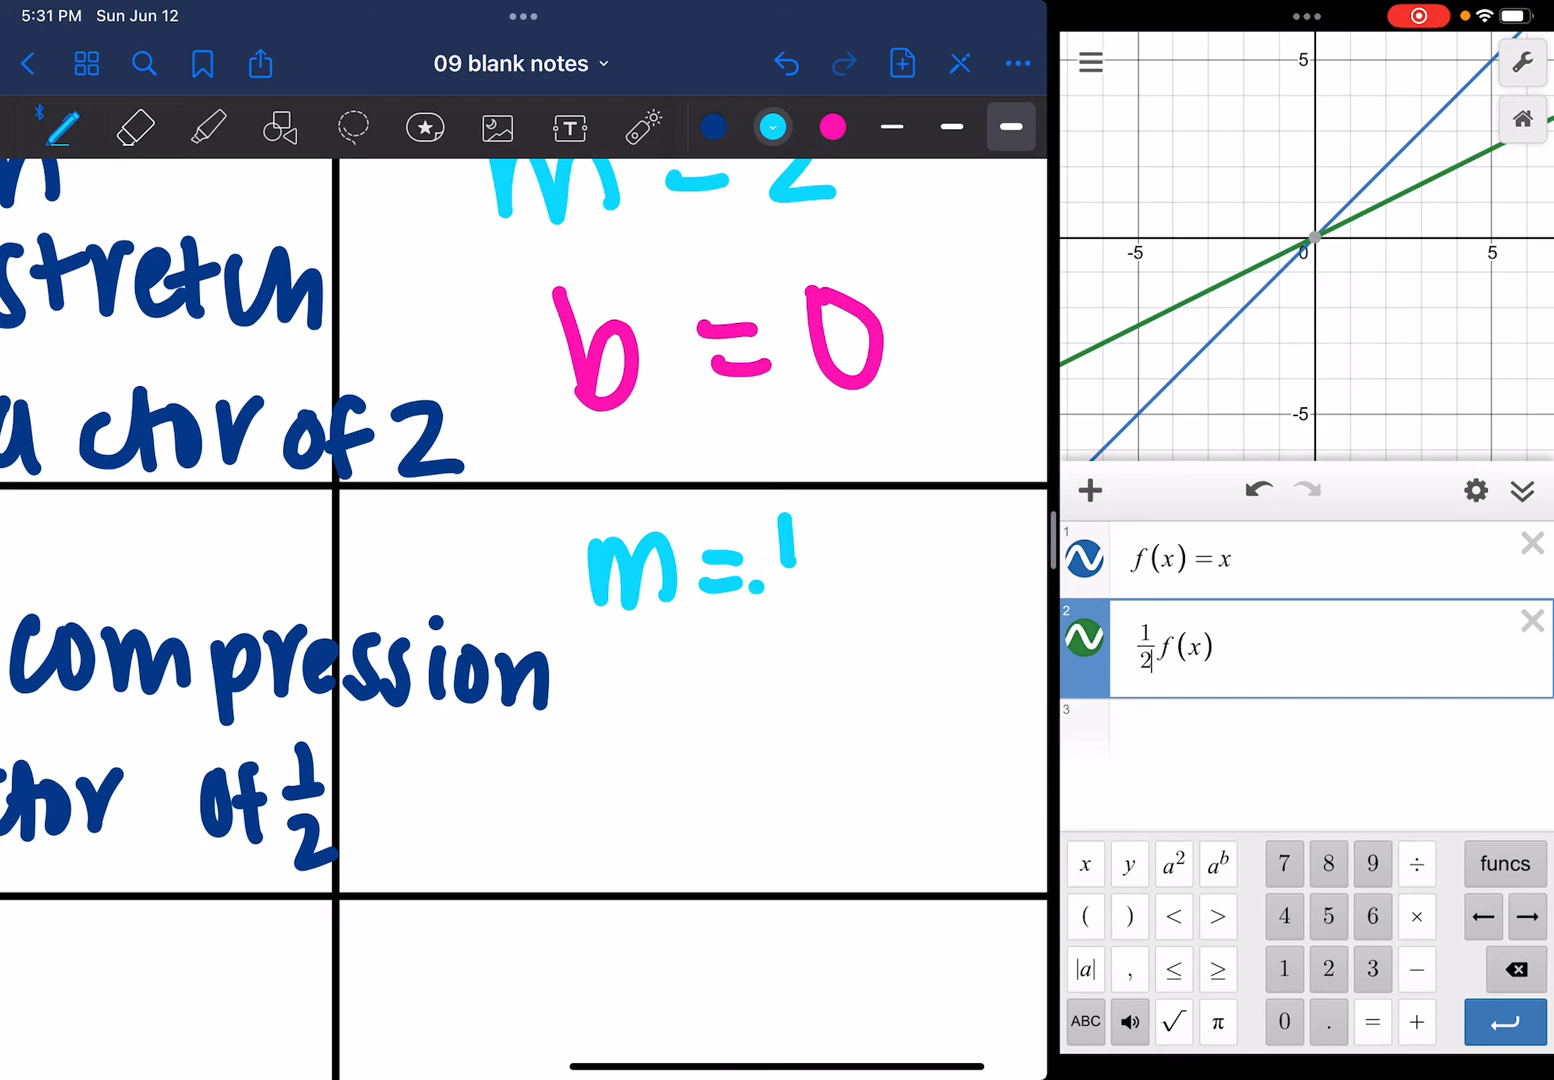 5:31 PM Sun Jun 12
09 blank notes
T
m = 2
stretch
b = 0
ctor of 2
m = . 1
compression
ctor of 1/2
5
-5
0
5
-5
1
f(x) = x
2
1/2 f(x)
3
x y a² aᵇ 7 8 9 ÷ funcs
( ) < > 4 5 6 × ← →
|a| , ≤ ≥ 1 2 3 −
ABC √ π 0 . = +